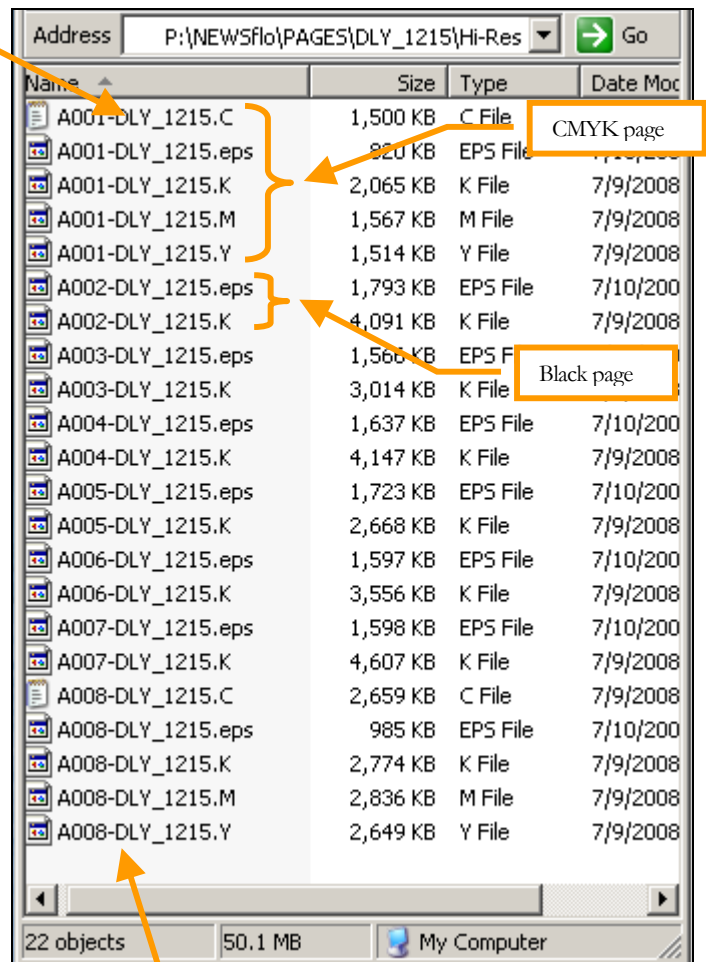 Address P:\NEWSflo\PAGES\DLY_1215\Hi-Res Go
Name Size Type Date Mod
A001-DLY_1215.C 1,500 KB C File
CMYK page
A001-DLY_1215.eps 820 KB EPS File
A001-DLY_1215.K 2,065 KB K File 7/9/2008
A001-DLY_1215.M 1,567 KB M File 7/9/2008
A001-DLY_1215.Y 1,514 KB Y File 7/9/2008
A002-DLY_1215.eps 1,793 KB EPS File 7/10/200
A002-DLY_1215.K 4,091 KB K File 7/9/2008
A003-DLY_1215.eps 1,566 KB EPS F
Black page
A003-DLY_1215.K 3,014 KB K File
A004-DLY_1215.eps 1,637 KB EPS File 7/10/200
A004-DLY_1215.K 4,147 KB K File 7/9/2008
A005-DLY_1215.eps 1,723 KB EPS File 7/10/200
A005-DLY_1215.K 2,668 KB K File 7/9/2008
A006-DLY_1215.eps 1,597 KB EPS File 7/10/200
A006-DLY_1215.K 3,556 KB K File 7/9/2008
A007-DLY_1215.eps 1,598 KB EPS File 7/10/200
A007-DLY_1215.K 4,607 KB K File 7/9/2008
A008-DLY_1215.C 2,659 KB C File 7/9/2008
A008-DLY_1215.eps 985 KB EPS File 7/10/200
A008-DLY_1215.K 2,774 KB K File 7/9/2008
A008-DLY_1215.M 2,836 KB M File 7/9/2008
A008-DLY_1215.Y 2,649 KB Y File 7/9/2008
22 objects 50.1 MB My Computer